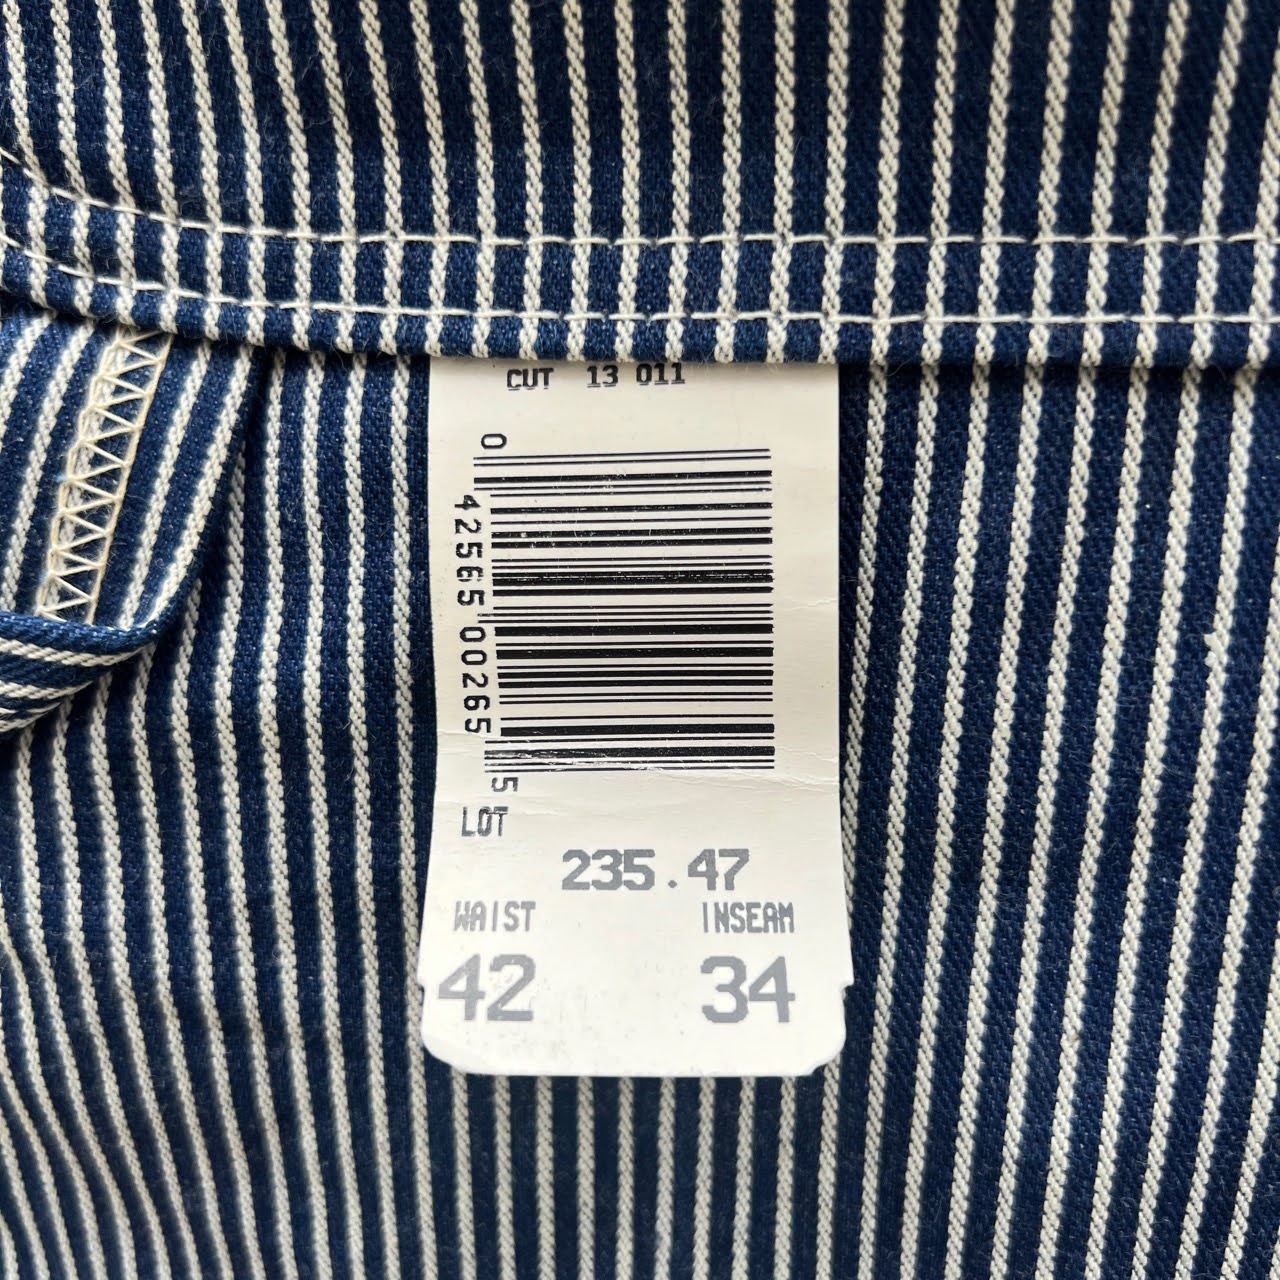 CUT 13 011
0 42565 00265 5
LOT
235.47
WAIST INSEAM
42 34